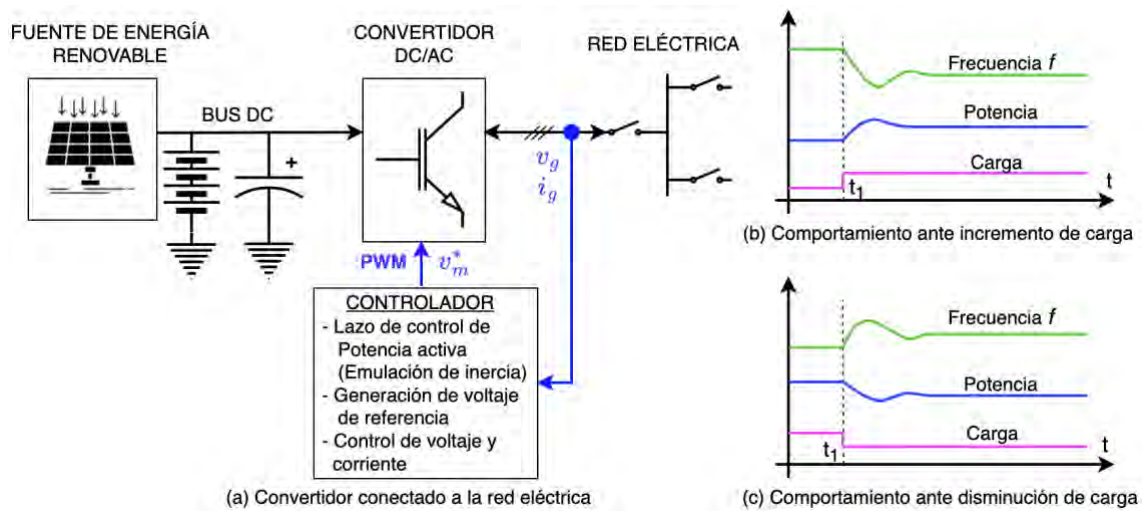 FUENTE DE ENERGÍA
RENOVABLE
BUS DC
+
CONVERTIDOR
DC/AC
RED ELÉCTRICA
v_g
i_g
PWM
v_m^*
CONTROLADOR
- Lazo de control de
Potencia activa
(Emulación de inercia)
- Generación de voltaje
de referencia
- Control de voltaje y
corriente
(a) Convertidor conectado a la red eléctrica
Frecuencia f
Potencia
Carga
t₁
t
(b) Comportamiento ante incremento de carga
Frecuencia f
Potencia
Carga
t₁
t
(c) Comportamiento ante disminución de carga